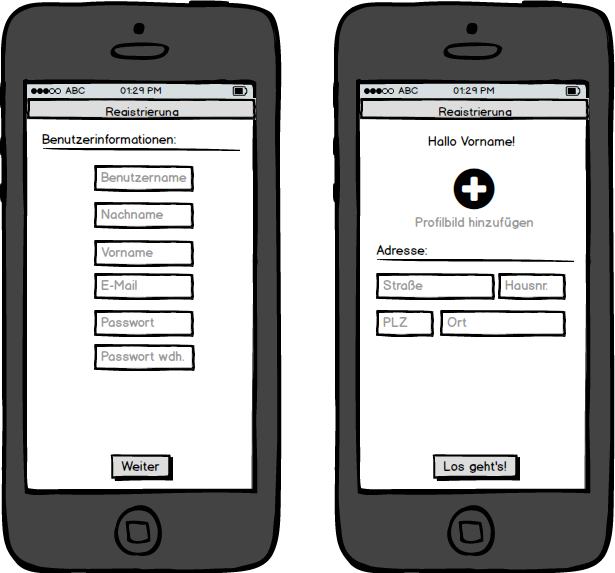 ABC 01:29 PM
Registrierung
Benutzerinformationen:
Benutzername
Nachname
Vorname
E-Mail
Passwort
Passwort wdh.
Weiter
ABC 01:29 PM
Registrierung
Hallo Vorname!
Profilbild hinzufügen
Adresse:
Straße Hausnr.
PLZ Ort
Los geht's!